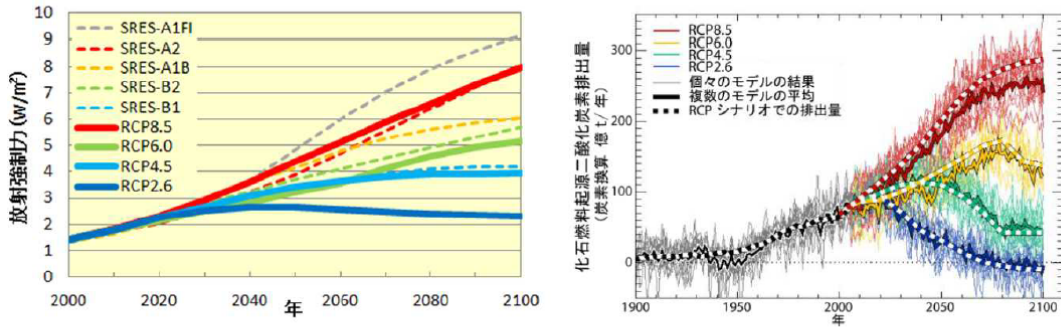 放射強制力 (w/m²)
10
9
8
7
6
5
4
3
2
1
0
SRES-A1FI
SRES-A2
SRES-A1B
SRES-B2
SRES-B1
RCP8.5
RCP6.0
RCP4.5
RCP2.6
2000
2020
2040
2060
2080
2100
年
化石燃料起源二酸化炭素排出量
(炭素換算 億t/年)
300
200
100
0
RCP8.5
RCP6.0
RCP4.5
RCP2.6
個々のモデルの結果
複数のモデルの平均
RCP シナリオでの排出量
1900
1950
2000
2050
2100
年